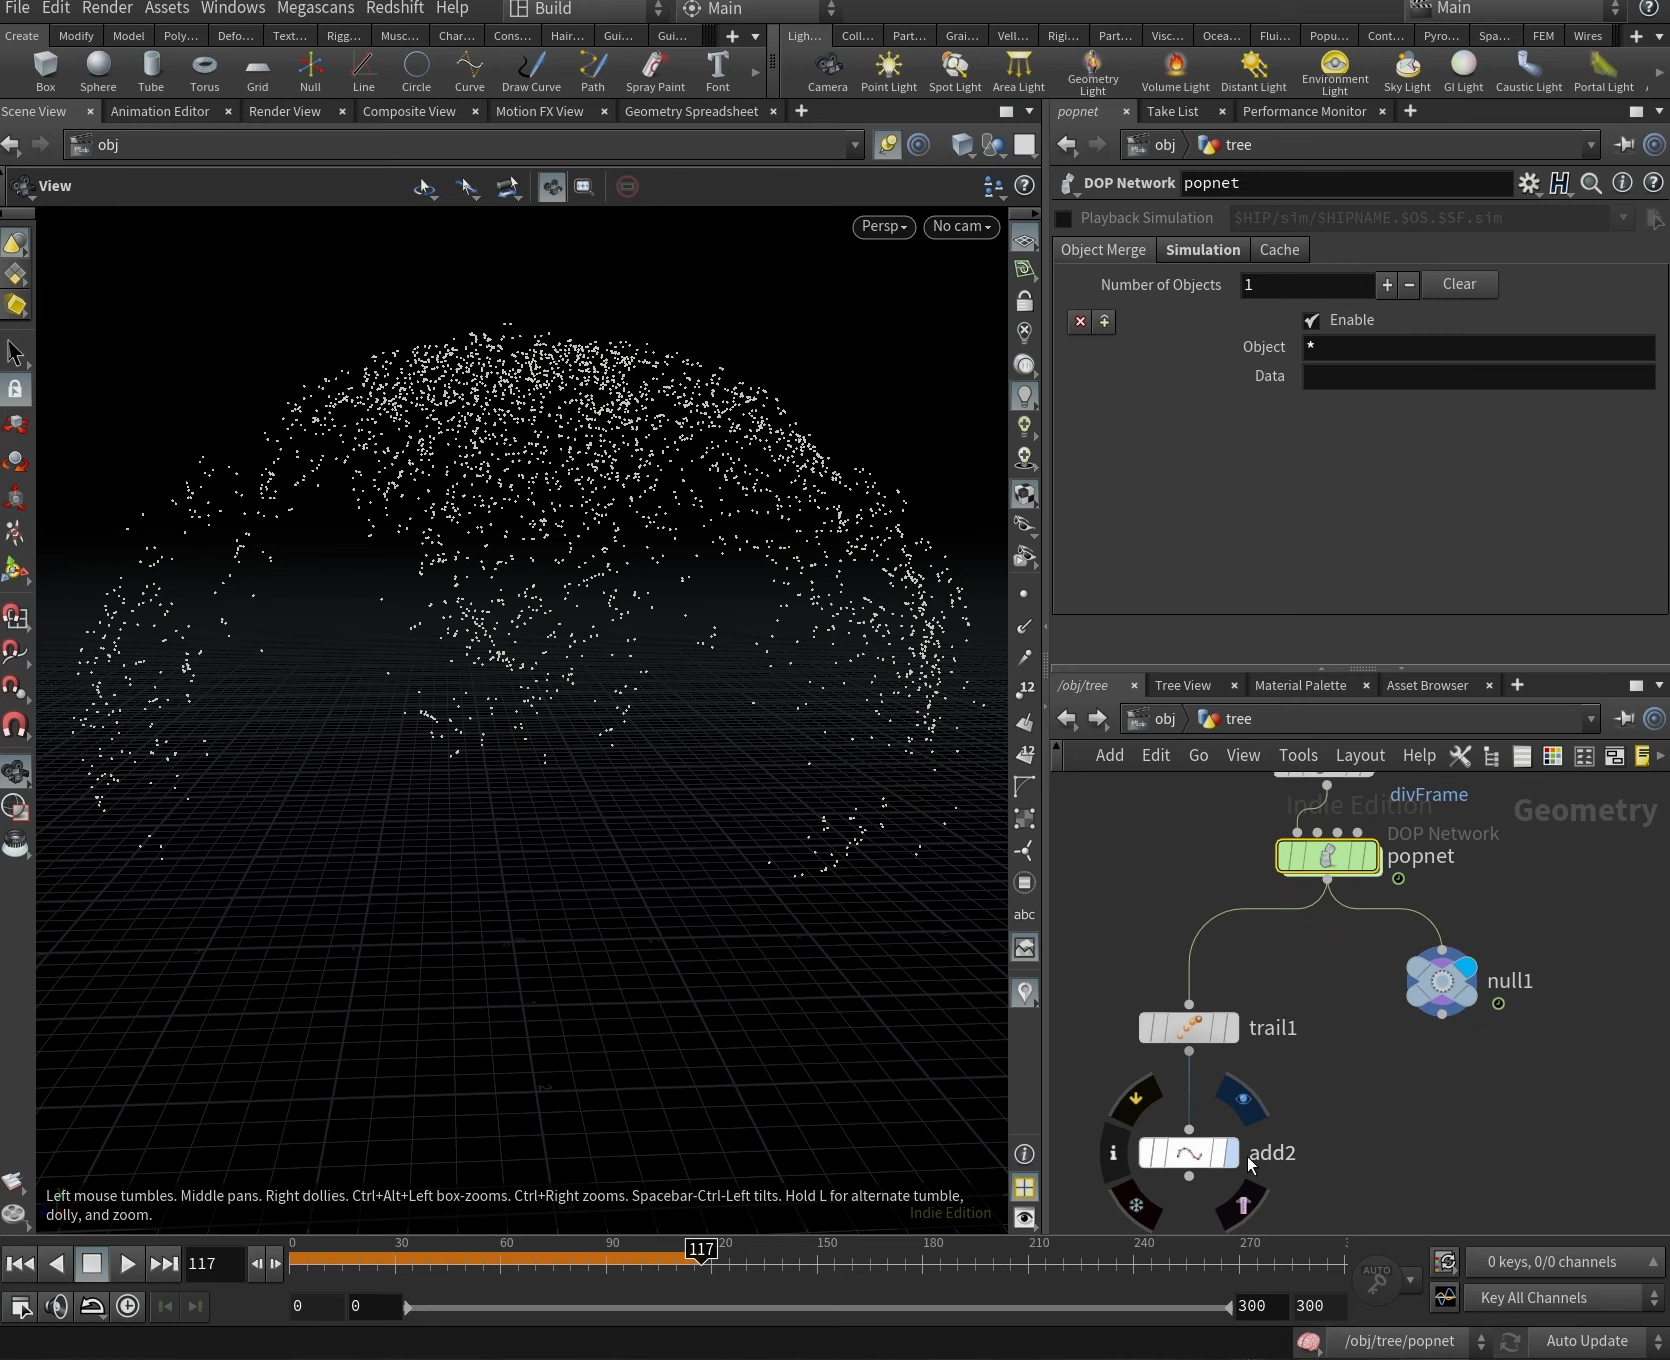 File Edit Render Assets Windows Megascans Redshift Help Build Main Main
Create Modify Model Poly... Defo... Text... Rigg... Musc... Char... Cons... Hair... Gui... Gui... Ligh... Coll... Part... Grai... Vell... Rigi... Part... Visc... Ocea... Flui... Popu... Cont... Pyro... Spa... FEM Wires
Box Sphere Tube Torus Grid Null Line Circle Curve Draw Curve Path Spray Paint Font Camera Point Light Spot Light Area Light Geometry Light Volume Light Distant Light Environment Light Sky Light GI Light Caustic Light Portal Light
Scene View Animation Editor Render View Composite View Motion FX View Geometry Spreadsheet
obj
View
Persp No cam
12
12
abc
Left mouse tumbles. Middle pans. Right dollies. Ctrl+Alt+Left box-zooms. Ctrl+Right zooms. Spacebar-Ctrl-Left tilts. Hold L for alternate tumble,
dolly, and zoom.
Indie Edition
popnet Take List Performance Monitor
obj tree
DOP Network popnet
Playback Simulation $HIP/sim/$HIPNAME.$OS.$SF.sim
Object Merge Simulation Cache
Number of Objects 1 Clear
Enable
Object *
Data
/obj/tree Tree View Material Palette Asset Browser
obj tree
Add Edit Go View Tools Layout Help
Indie Edition divFrame Geometry
DOP Network
popnet
null1
trail1
add2
0 30 60 90 120 150 180 210 240 270
117 117
0 0 300 300
AUTO
0 keys, 0/0 channels
Key All Channels
/obj/tree/popnet Auto Update